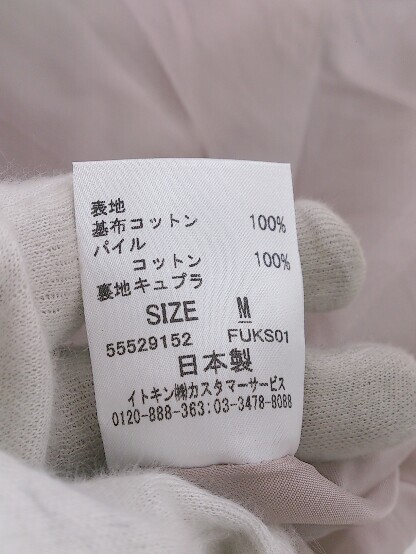 表地
基布コットン 100%
パイル
コットン 100%
裏地キュプラ
SIZE M
55529152 FUKS01
日本製
イトキン㈱カスタマーサービス
0120-888-363:03-3478-8088